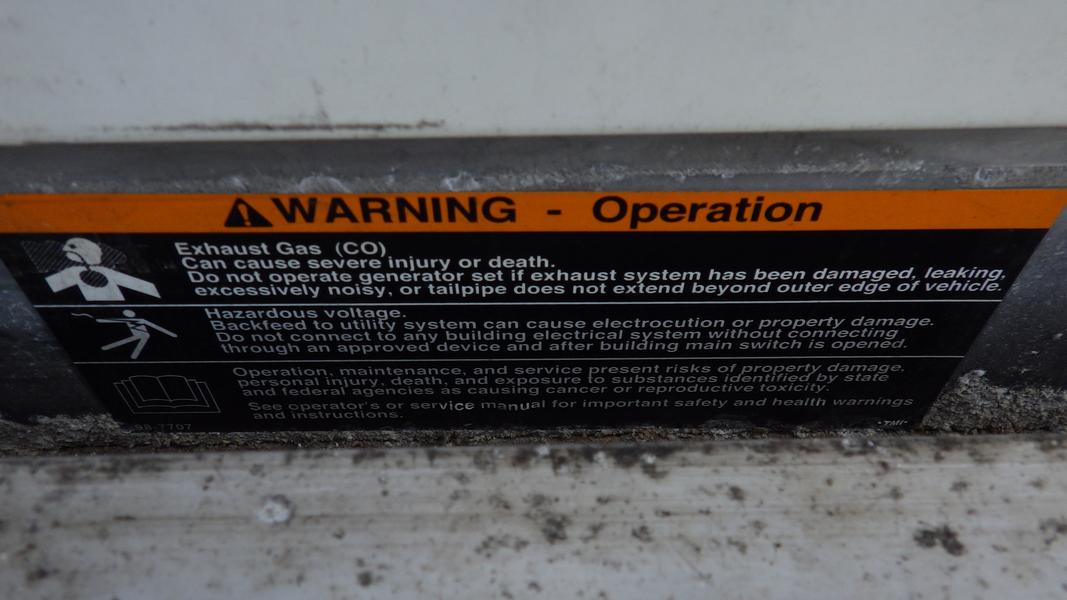 WARNING - Operation
Exhaust Gas (CO)
Can cause severe injury or death.
Do not operate generator set if exhaust system has been damaged, leaking,
excessively noisy, or tailpipe does not extend beyond outer edge of vehicle.
Hazardous voltage.
Backfeed to utility system can cause electrocution or property damage.
Do not connect to any building electrical system without connecting
through an approved device and after building main switch is opened.
Operation, maintenance, and service present risks of property damage,
personal injury, death, and exposure to substances identified by state
and federal agencies as causing cancer or reproductive toxicity.
See operator's or service manual for important safety and health warnings
and instructions.
98-7707
"TMI"